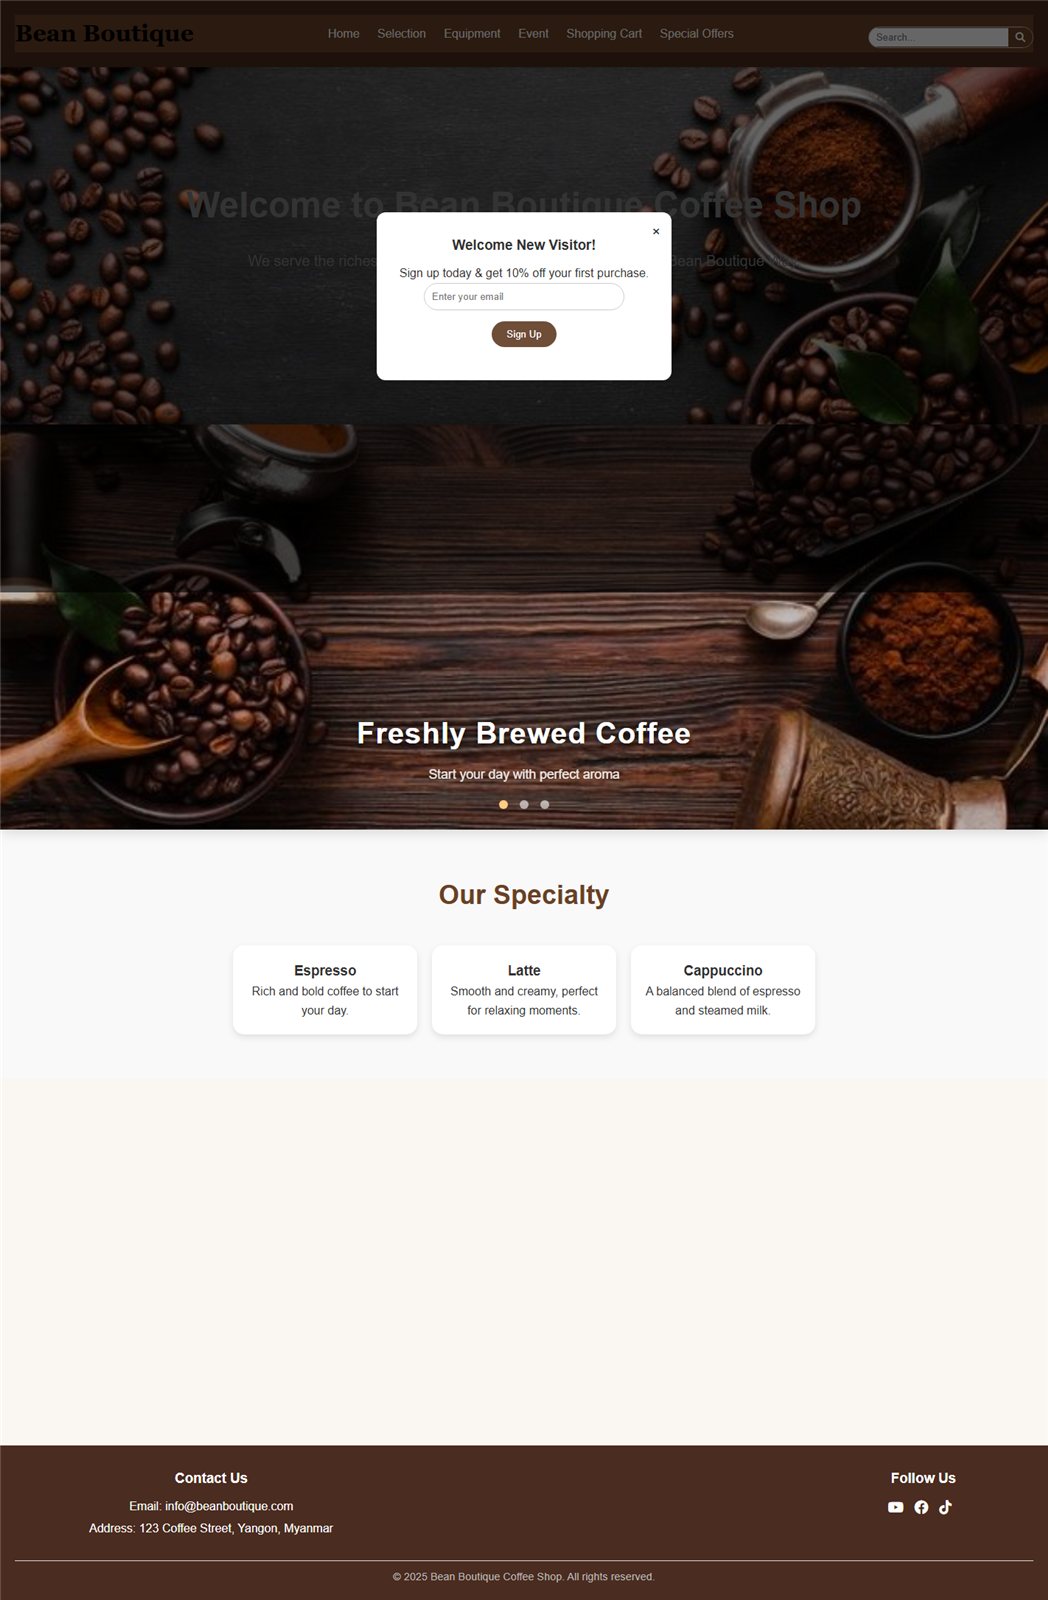 Bean Boutique
Home Selection Equipment Event Shopping Cart Special Offers
Search...
Welcome to Bean Boutique Coffee Shop
We serve the riches
Bean Boutique
×
Welcome New Visitor!
Sign up today & get 10% off your first purchase.
Enter your email
Sign Up
Freshly Brewed Coffee
Start your day with perfect aroma
Our Specialty
Espresso
Rich and bold coffee to start
your day.
Latte
Smooth and creamy, perfect
for relaxing moments.
Cappuccino
A balanced blend of espresso
and steamed milk.
Contact Us
Email: info@beanboutique.com
Address: 123 Coffee Street, Yangon, Myanmar
Follow Us
© 2025 Bean Boutique Coffee Shop. All rights reserved.